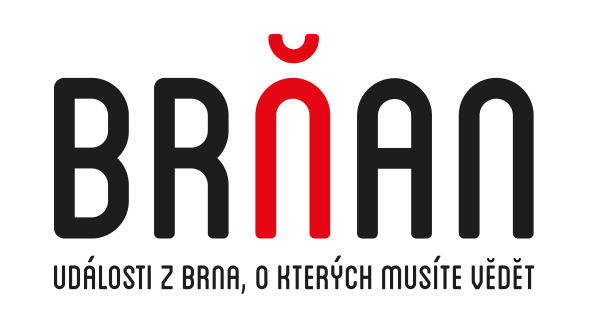 BRŇAN
UDÁLOSTI Z BRNA, O KTERÝCH MUSÍTE VĚDĚT